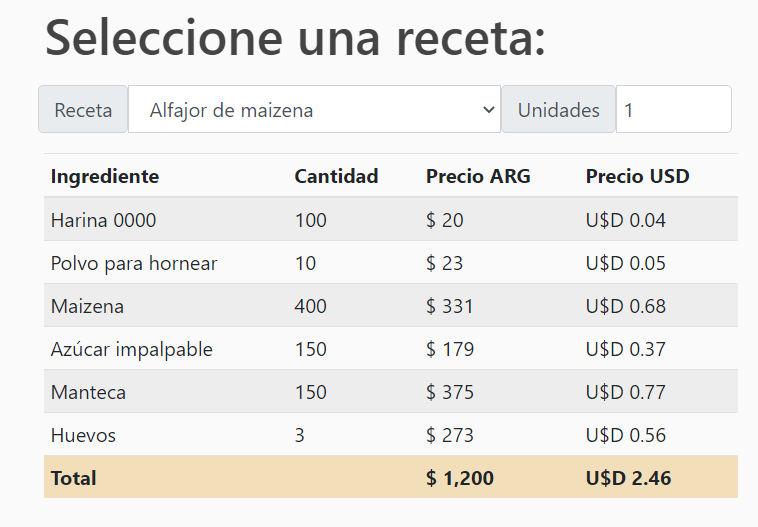 Seleccione una receta:
Receta Alfajor de maizena Unidades 1
Ingrediente Cantidad Precio ARG Precio USD
Harina 0000 100 $ 20 U$D 0.04
Polvo para hornear 10 $ 23 U$D 0.05
Maizena 400 $ 331 U$D 0.68
Azúcar impalpable 150 $ 179 U$D 0.37
Manteca 150 $ 375 U$D 0.77
Huevos 3 $ 273 U$D 0.56
Total $ 1,200 U$D 2.46